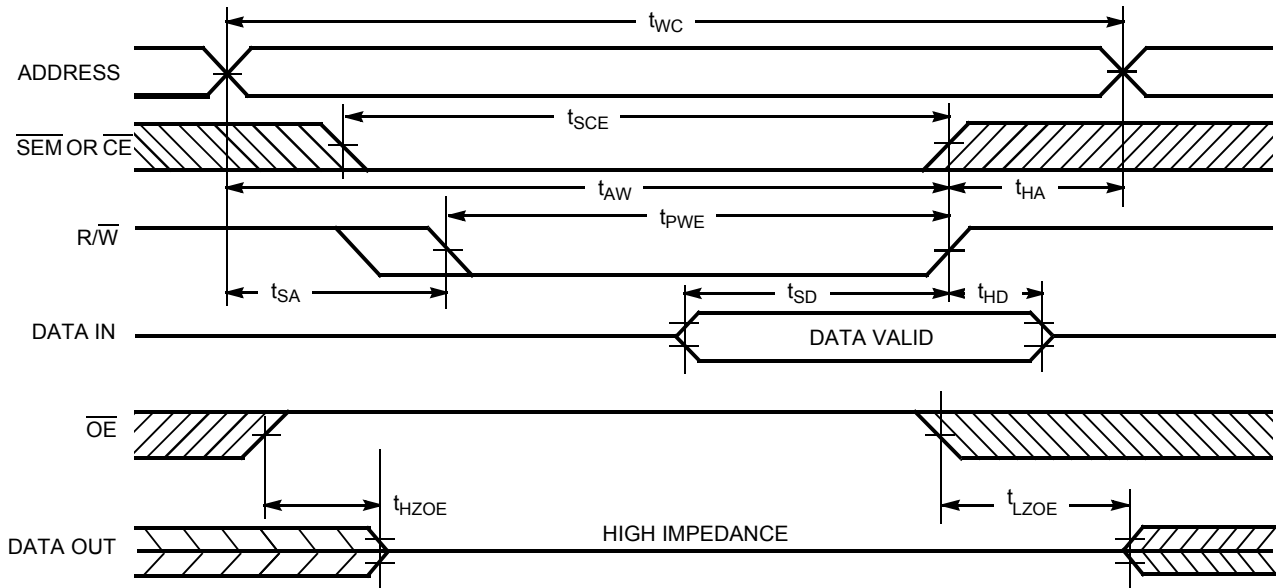 tWC
ADDRESS
tSCE
SEM OR CE
tAW
tHA
tPWE
R/W
tSA
tSD
tHD
DATA IN
DATA VALID
OE
tHZOE
tLZOE
HIGH IMPEDANCE
DATA OUT